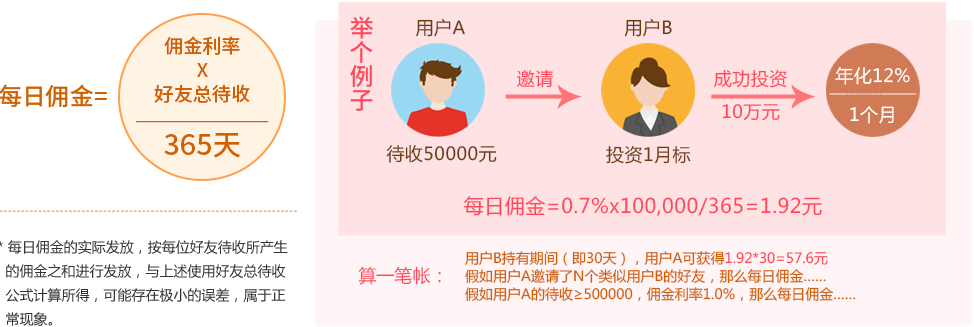 每日佣金=
佣金利率
X
好友总待收
365天
* 每日佣金的实际发放，按每位好友待收所产生
的佣金之和进行发放，与上述使用好友总待收
公式计算所得，可能存在极小的误差，属于正
常现象。
举个例子
用户A
待收50000元
邀请
用户B
投资1月标
成功投资
10万元
年化12%
1个月
每日佣金=0.7%x100,000/365=1.92元
算一笔帐：
用户B持有期间（即30天），用户A可获得1.92*30=57.6元
假如用户A邀请了N个类似用户B的好友，那么每日佣金......
假如用户A的待收≥500000，佣金利率1.0%，那么每日佣金......